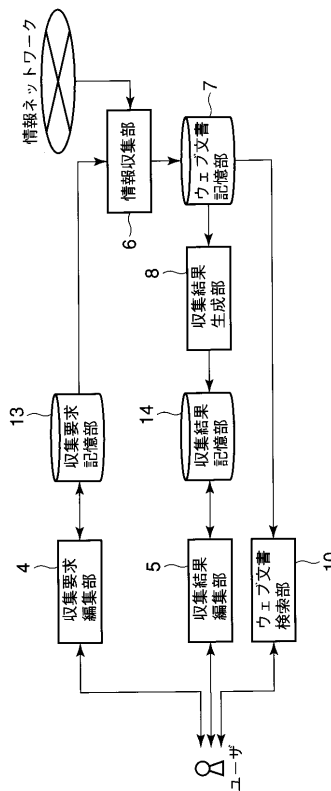 情報ネットワーク
13
収集要求
記憶部
4
収集要求
編集部
情報収集部
6
7
ウェブ文書
記憶部
8
収集結果
生成部
14
収集結果
記憶部
5
収集結果
編集部
10
ウェブ文書
検索部
ユーザ